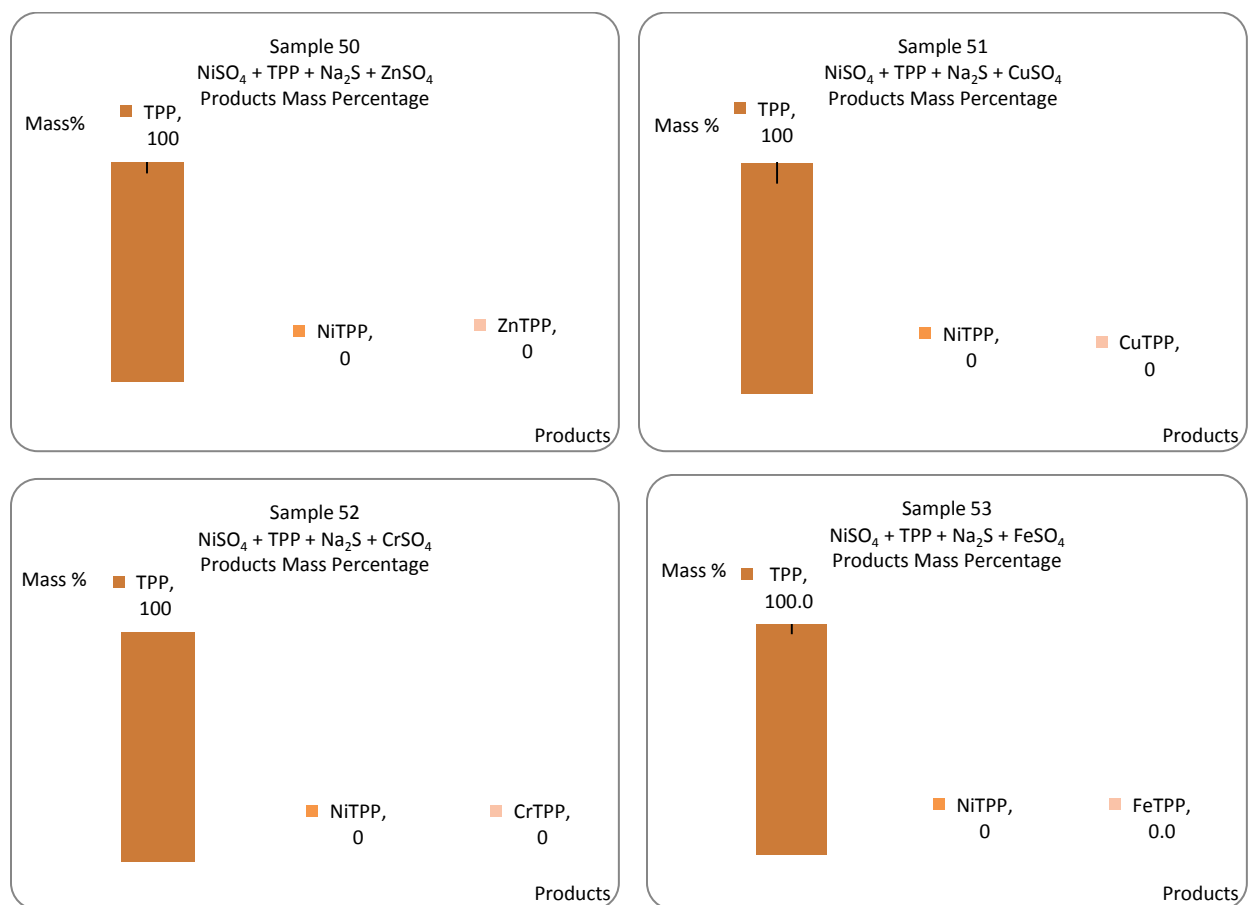 Sample 50
NiSO₄ + TPP + Na₂S + ZnSO₄
Products Mass Percentage
Mass%
TPP,
100
NiTPP,
0
ZnTPP,
0
Products
Sample 51
NiSO₄ + TPP + Na₂S + CuSO₄
Products Mass Percentage
Mass %
TPP,
100
NiTPP,
0
CuTPP,
0
Products
Sample 52
NiSO₄ + TPP + Na₂S + CrSO₄
Products Mass Percentage
Mass %
TPP,
100
NiTPP,
0
CrTPP,
0
Products
Sample 53
NiSO₄ + TPP + Na₂S + FeSO₄
Products Mass Percentage
Mass %
TPP,
100.0
NiTPP,
0
FeTPP,
0.0
Products